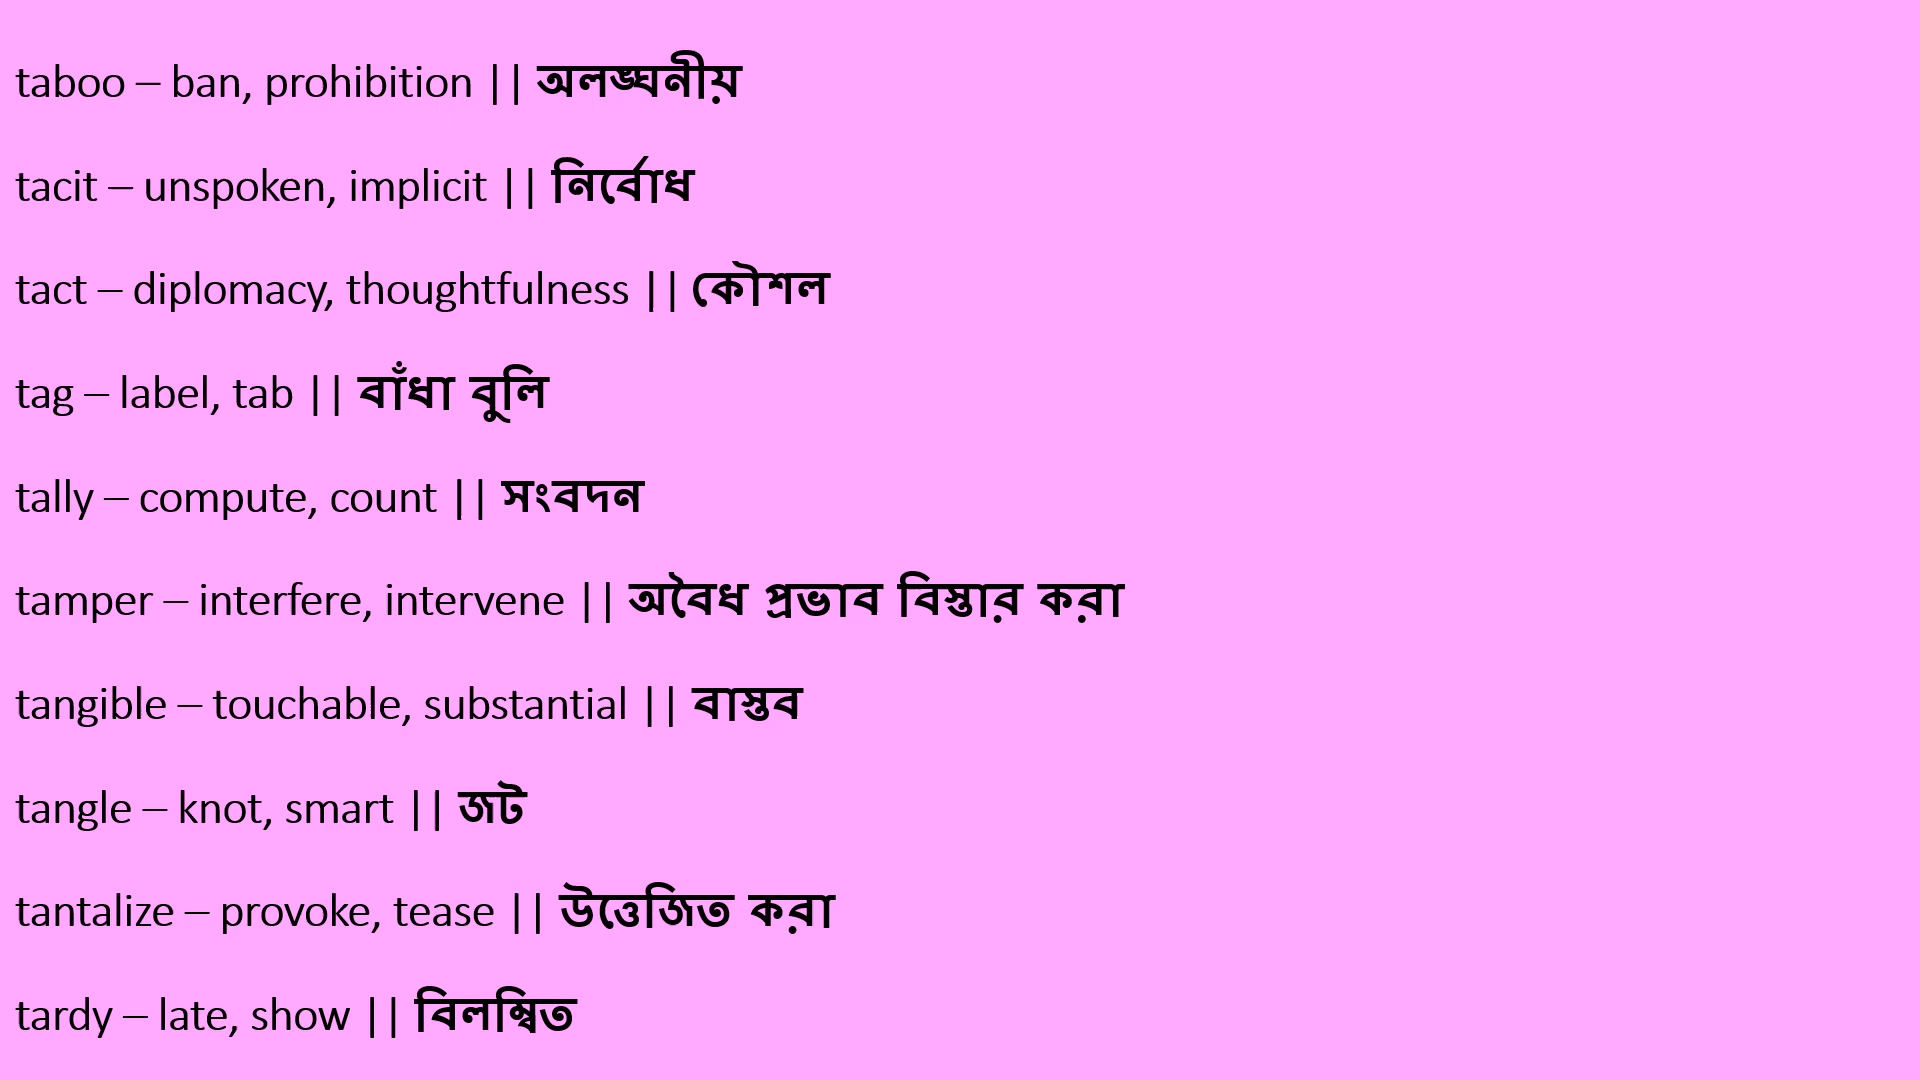 taboo – ban, prohibition || অলঙ্ঘনীয়
tacit – unspoken, implicit || নির্বোধ
tact – diplomacy, thoughtfulness || কৌশল
tag – label, tab || বাঁধা বুলি
tally – compute, count || সংবদন
tamper – interfere, intervene || অবৈধ প্রভাব বিস্তার করা
tangible – touchable, substantial || বাস্তব
tangle – knot, smart || জট
tantalize – provoke, tease || উত্তেজিত করা
tardy – late, show || বিলম্বিত